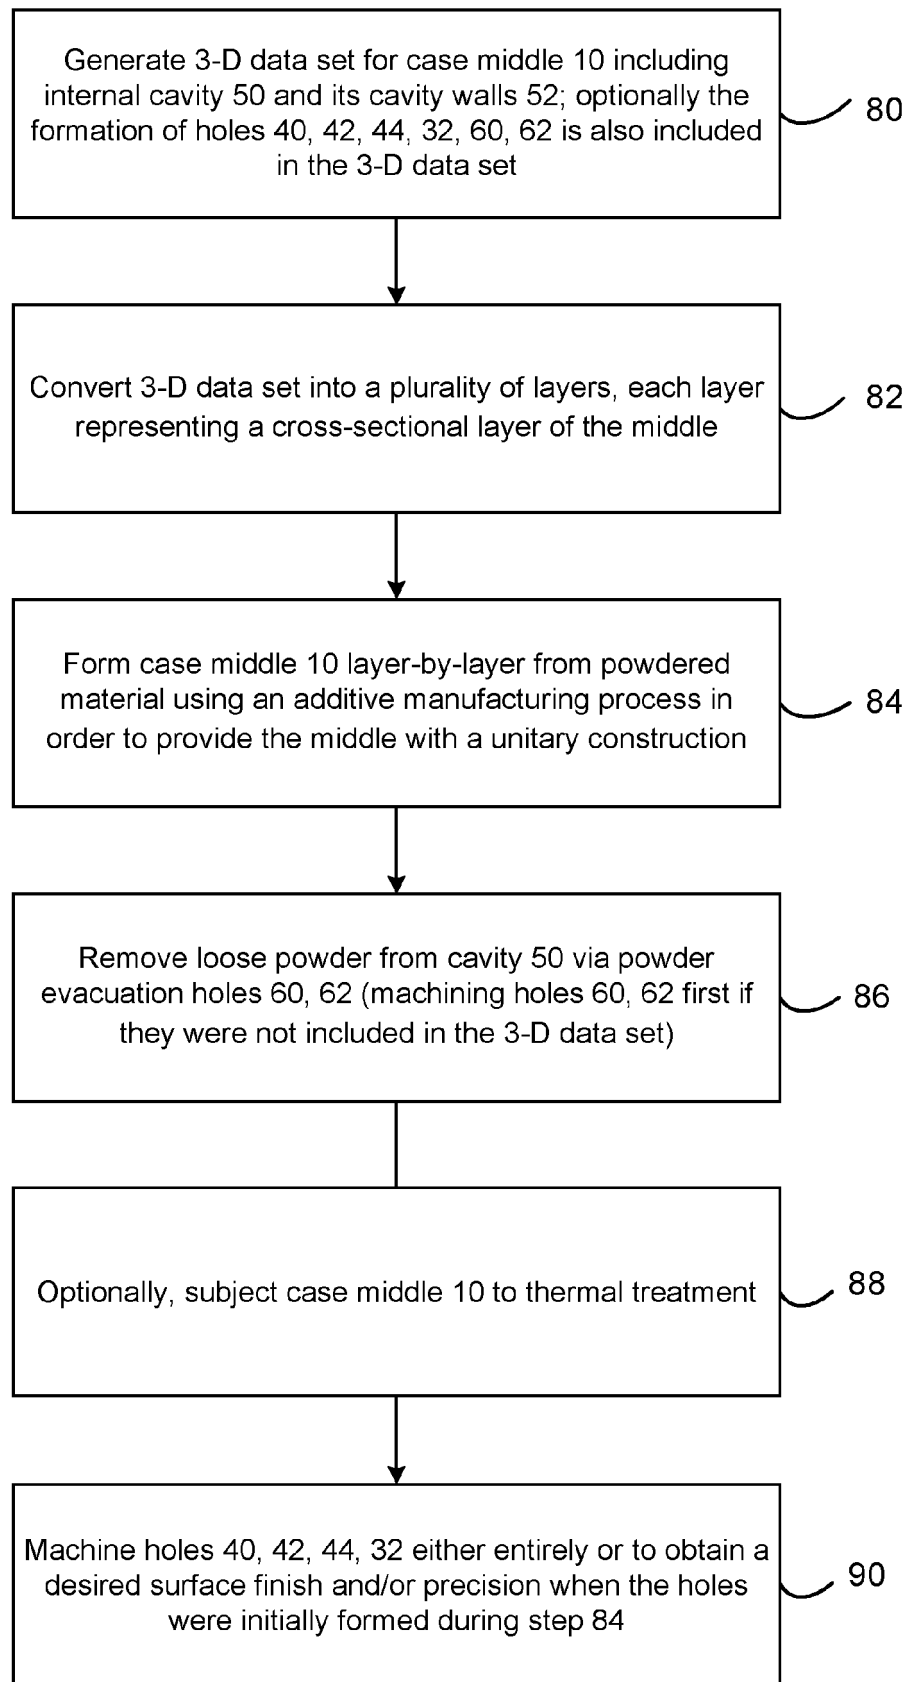 Generate 3-D data set for case middle 10 including
internal cavity 50 and its cavity walls 52; optionally the
formation of holes 40, 42, 44, 32, 60, 62 is also included
in the 3-D data set
80
Convert 3-D data set into a plurality of layers, each layer
representing a cross-sectional layer of the middle
82
Form case middle 10 layer-by-layer from powdered
material using an additive manufacturing process in
order to provide the middle with a unitary construction
84
Remove loose powder from cavity 50 via powder
evacuation holes 60, 62 (machining holes 60, 62 first if
they were not included in the 3-D data set)
86
Optionally, subject case middle 10 to thermal treatment
88
Machine holes 40, 42, 44, 32 either entirely or to obtain a
desired surface finish and/or precision when the holes
were initially formed during step 84
90